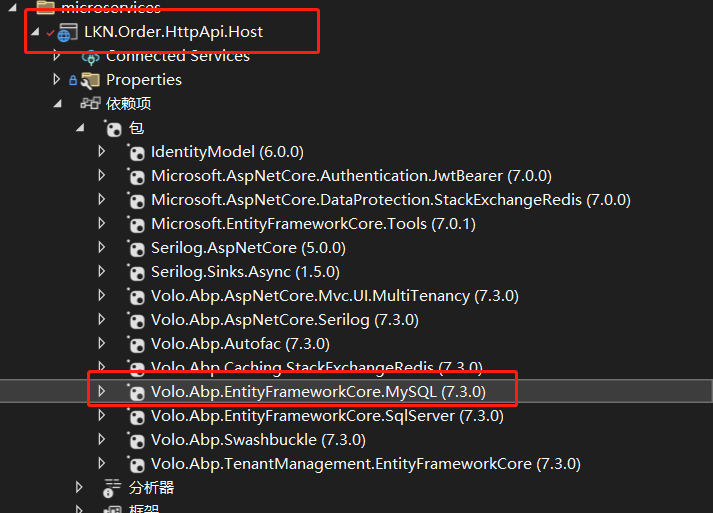 microservices
LKN.Order.HttpApi.Host
Connected Services
Properties
依赖项
包
IdentityModel (6.0.0)
Microsoft.AspNetCore.Authentication.JwtBearer (7.0.0)
Microsoft.AspNetCore.DataProtection.StackExchangeRedis (7.0.0)
Microsoft.EntityFrameworkCore.Tools (7.0.1)
Serilog.AspNetCore (5.0.0)
Serilog.Sinks.Async (1.5.0)
Volo.Abp.AspNetCore.Mvc.UI.MultiTenancy (7.3.0)
Volo.Abp.AspNetCore.Serilog (7.3.0)
Volo.Abp.Autofac (7.3.0)
Volo.Abp.Caching.StackExchangeRedis (7.3.0)
Volo.Abp.EntityFrameworkCore.MySQL (7.3.0)
Volo.Abp.EntityFrameworkCore.SqlServer (7.3.0)
Volo.Abp.Swashbuckle (7.3.0)
Volo.Abp.TenantManagement.EntityFrameworkCore (7.3.0)
分析器
框架